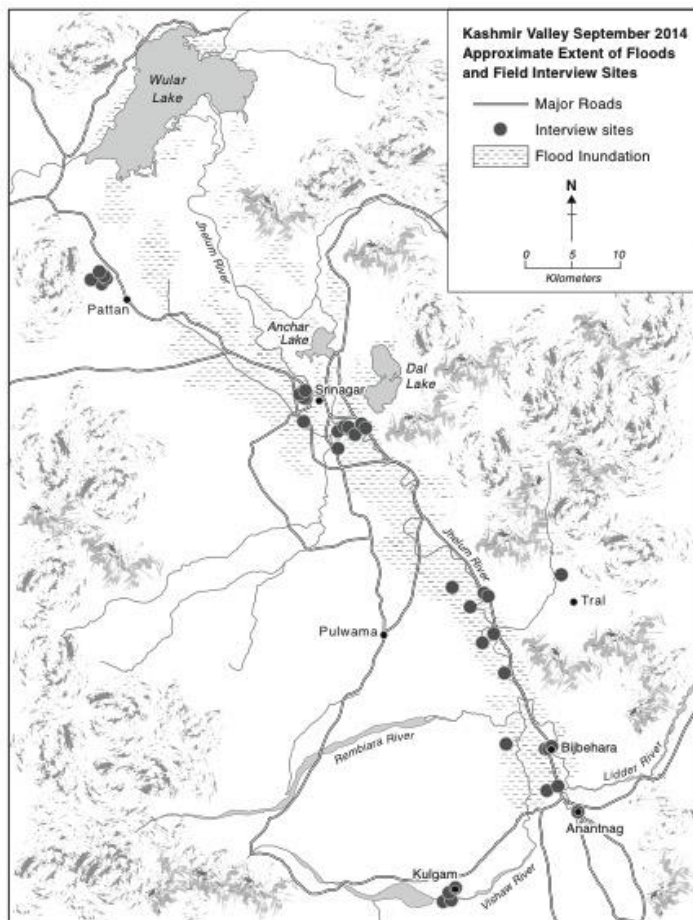 Kashmir Valley September 2014
Approximate Extent of Floods
and Field Interview Sites
Major Roads
Interview sites
Flood Inundation
N
0 5 10
Kilometers
Wular
Lake
Jhelum River
Pattan
Anchar
Lake
Dal
Lake
Srinagar
Jhelum River
Tral
Pulwama
Rembiara River
Bijbehara
Lidder River
Anantnag
Kulgam
Vishaw River